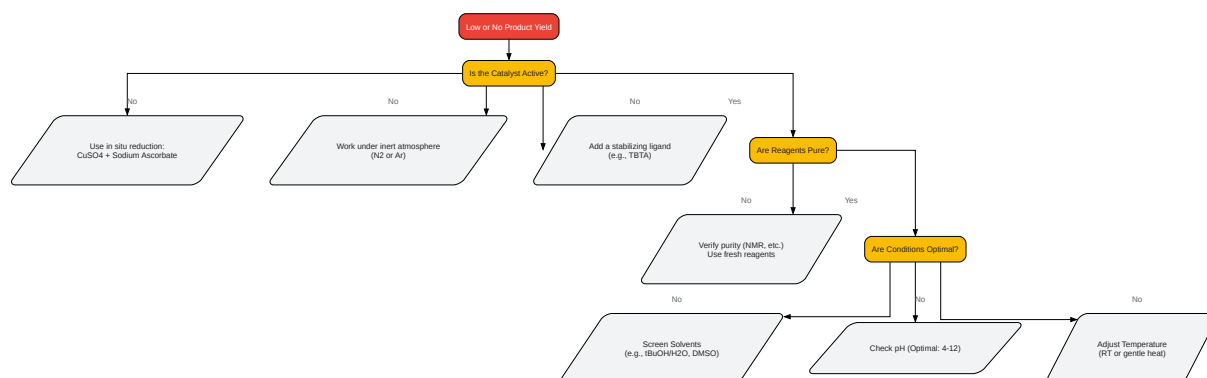 Low or No Product Yield
Is the Catalyst Active?
No
No
No
Yes
Use in situ reduction:
CuSO4 + Sodium Ascorbate
Work under inert atmosphere
(N2 or Ar)
Add a stabilizing ligand
(e.g., TBTA)
Are Reagents Pure?
No
Yes
Verify purity (NMR, etc.)
Use fresh reagents
Are Conditions Optimal?
No
No
No
Screen Solvents
(e.g., tBuOH/H2O, DMSO)
Check pH (Optimal: 4-12)
Adjust Temperature
(RT or gentle heat)